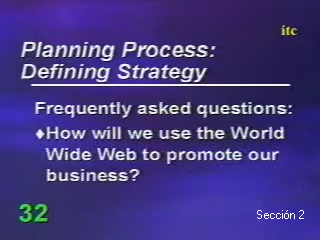 itc
Planning Process:
Defining Strategy
Frequently asked questions:
♦How will we use the World
Wide Web to promote our
business?
32
Sección 2